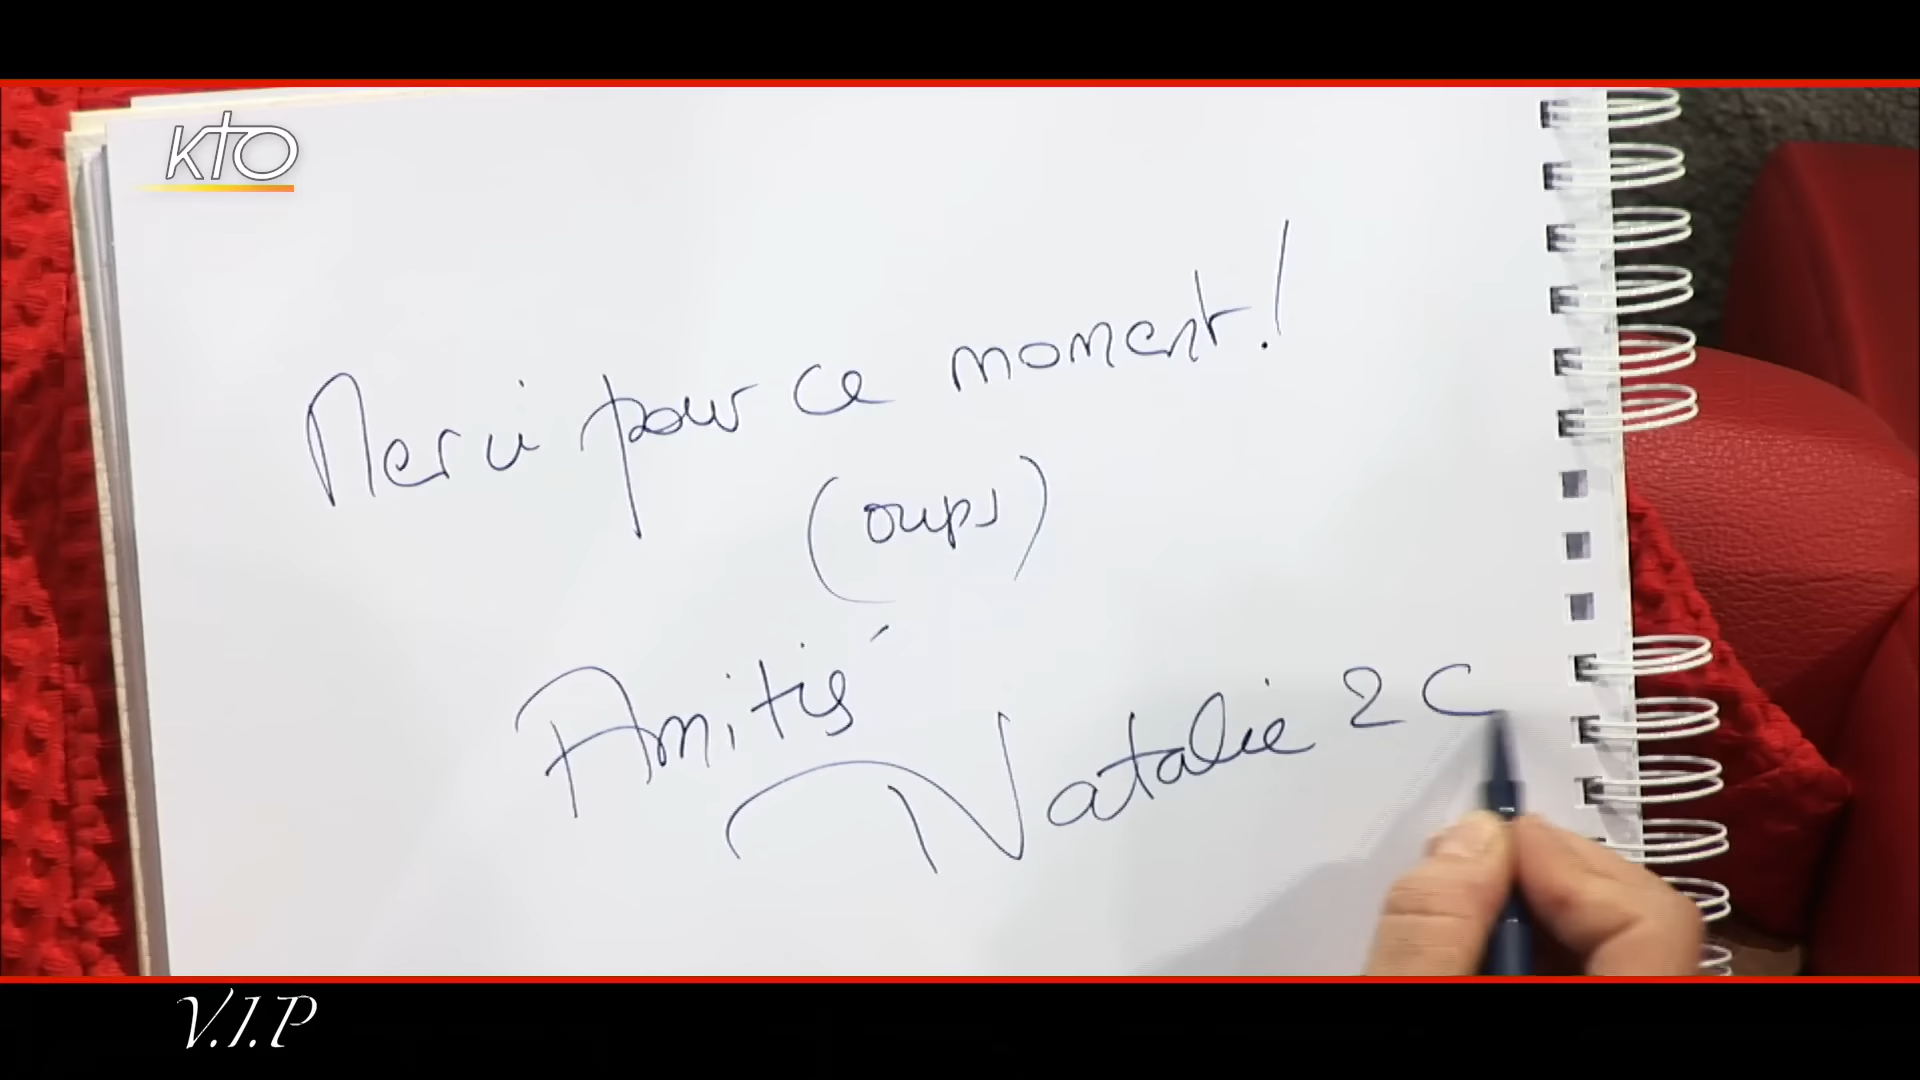 KTO
Merci pour ce moment !
(oups)
Amitié
Natalie 2 C
V.I.P